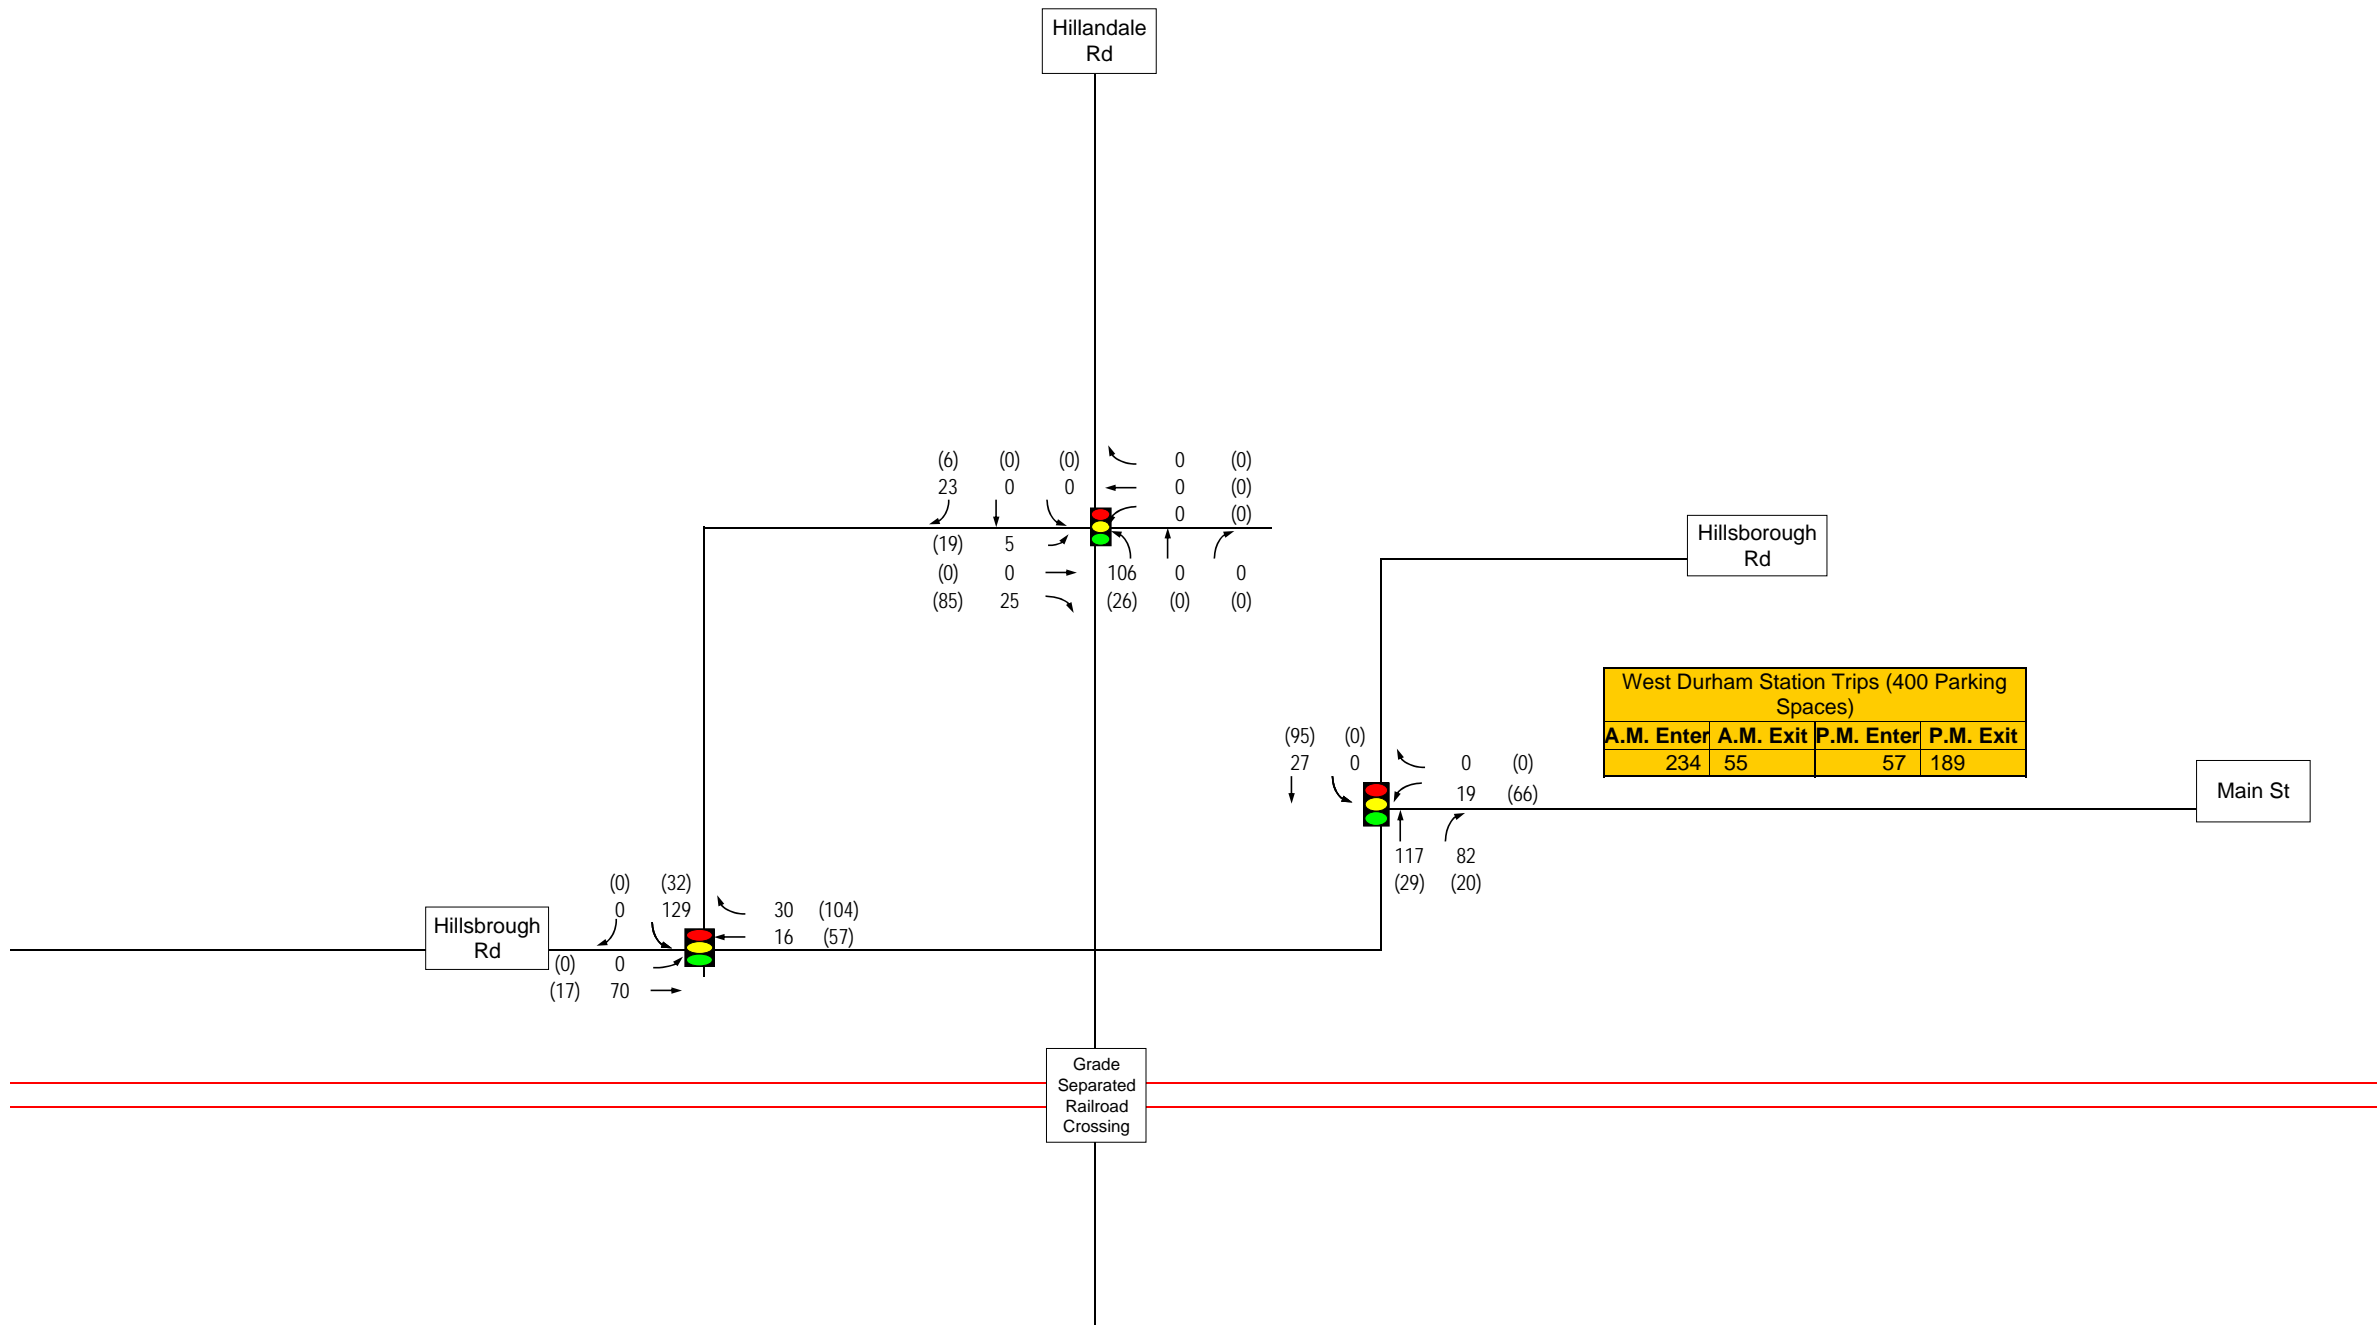 Hillandale
Rd
(6) (0) (0) 0 (0)
23 0 0 0 (0)
0 (0)
(19) 5
(0) 0 106 0 0
(85) 25 (26) (0) (0)
Hillsborough
Rd
West Durham Station Trips (400 Parking
Spaces)
A.M. Enter A.M. Exit P.M. Enter P.M. Exit
234 55 57 189
(95) (0)
27 0 0 (0)
19 (66)
Main St
117 82
(29) (20)
(0) (32)
0 129 30 (104)
16 (57)
Hillsbrough
Rd
(0) 0
(17) 70
Grade
Separated
Railroad
Crossing